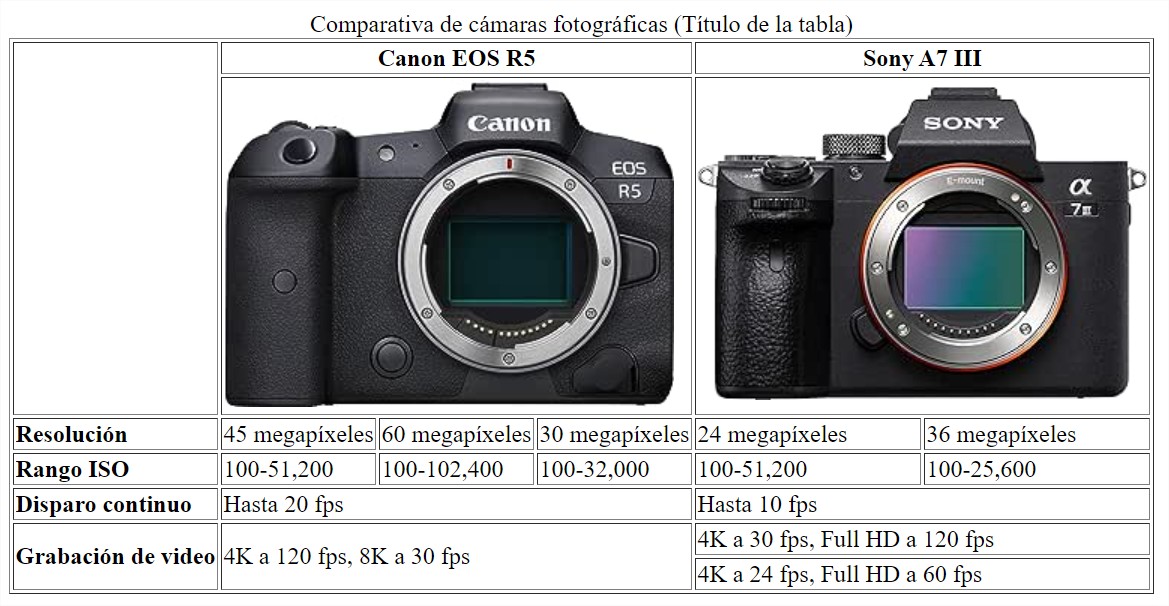 Comparativa de cámaras fotográficas (Título de la tabla)
Canon EOS R5 Sony A7 III
Canon
EOS
R5
SONY
E-mount
α
7III
Resolución 45 megapíxeles 60 megapíxeles 30 megapíxeles 24 megapíxeles 36 megapíxeles
Rango ISO 100-51,200 100-102,400 100-32,000 100-51,200 100-25,600
Disparo continuo Hasta 20 fps Hasta 10 fps
Grabación de video 4K a 120 fps, 8K a 30 fps
4K a 30 fps, Full HD a 120 fps
4K a 24 fps, Full HD a 60 fps